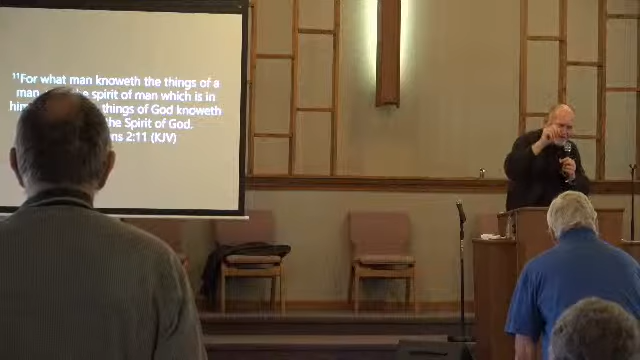 ¹¹For what man knoweth the things of a
man he spirit of man which is in
him things of God knoweth
the Spirit of God.
ns 2:11 (KJV)